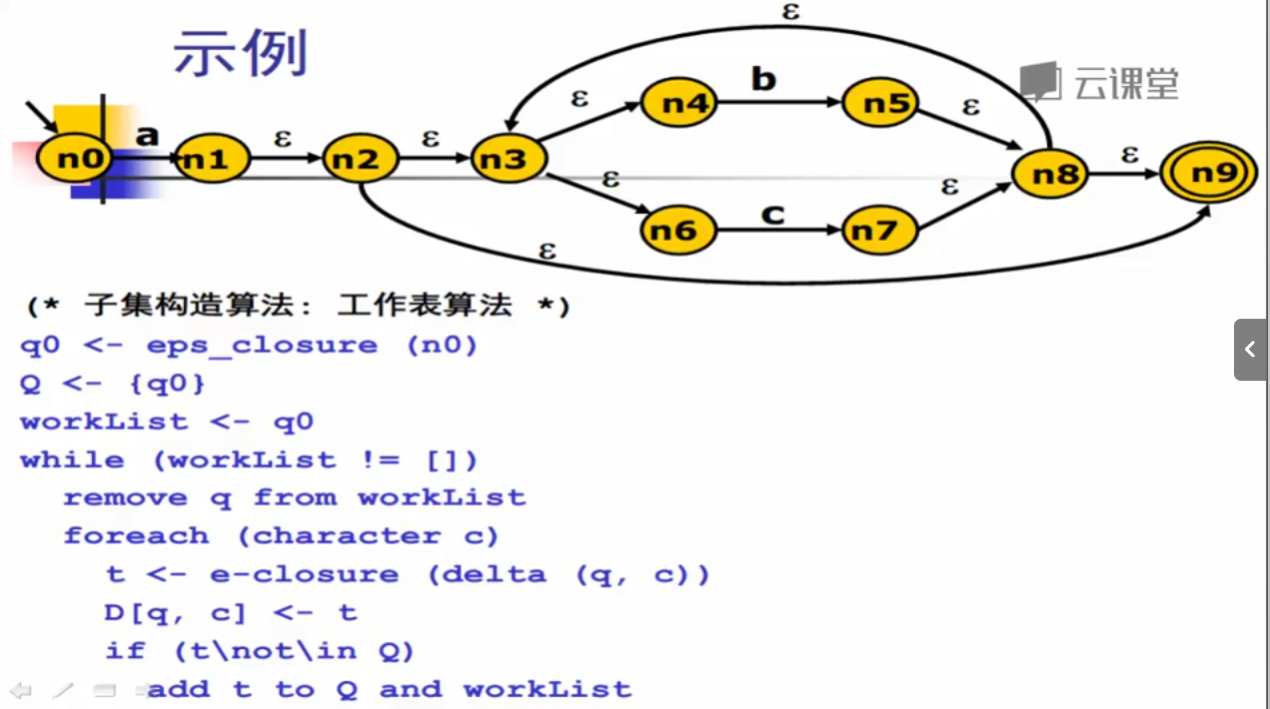 ε
示例
云课堂
ε b ε
a ε ε
n4 n5
n0 n1 n2 n3 n8 ε n9
ε ε
n6 c n7
ε
(* 子集构造算法: 工作表算法 *)
q0 <- eps_closure (n0)
Q <- {q0}
workList <- q0
while (workList != [])
remove q from workList
foreach (character c)
t <- e-closure (delta (q, c))
D[q, c] <- t
if (t\not\in Q)
add t to Q and workList